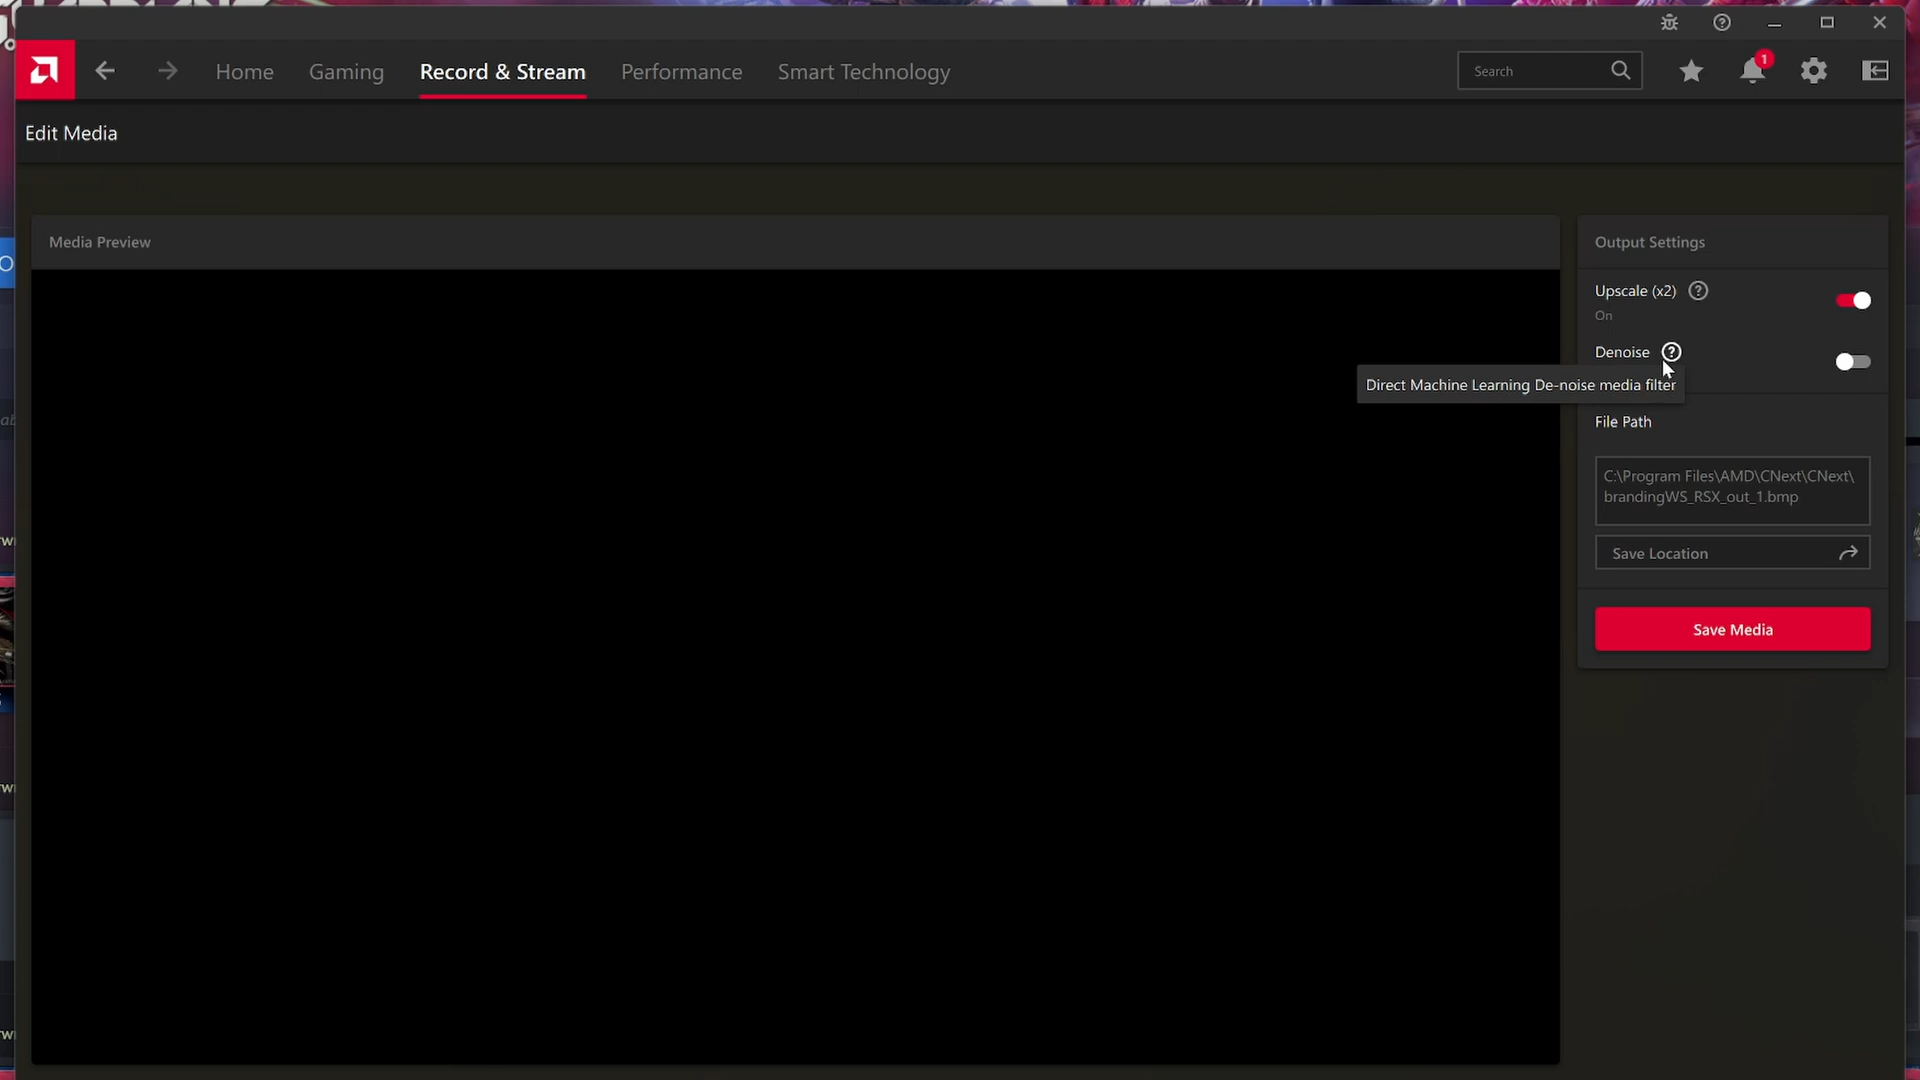 Home
Gaming
Record & Stream
Performance
Smart Technology
Search
1
Edit Media
Media Preview
Output Settings
Upscale (x2)
On
Denoise
Direct Machine Learning De-noise media filter
File Path
C:\Program Files\AMD\CNext\CNext\
brandingWS_RSX_out_1.bmp
Save Location
Save Media